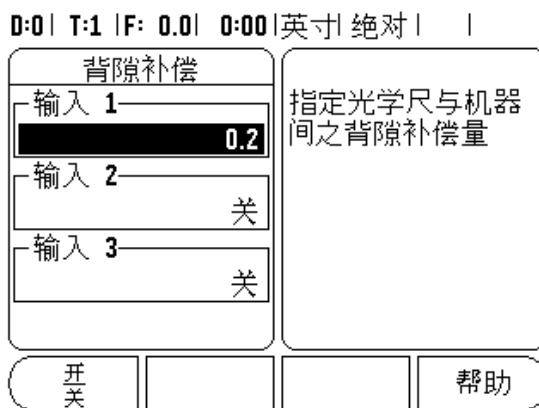 D:0| T:1 |F: 0.0| 0:00|英寸| 绝对| |
背隙补偿
输入 1
0.2
输入 2
关
输入 3
关
指定光学尺与机器
间之背隙补偿量
开
关
帮助